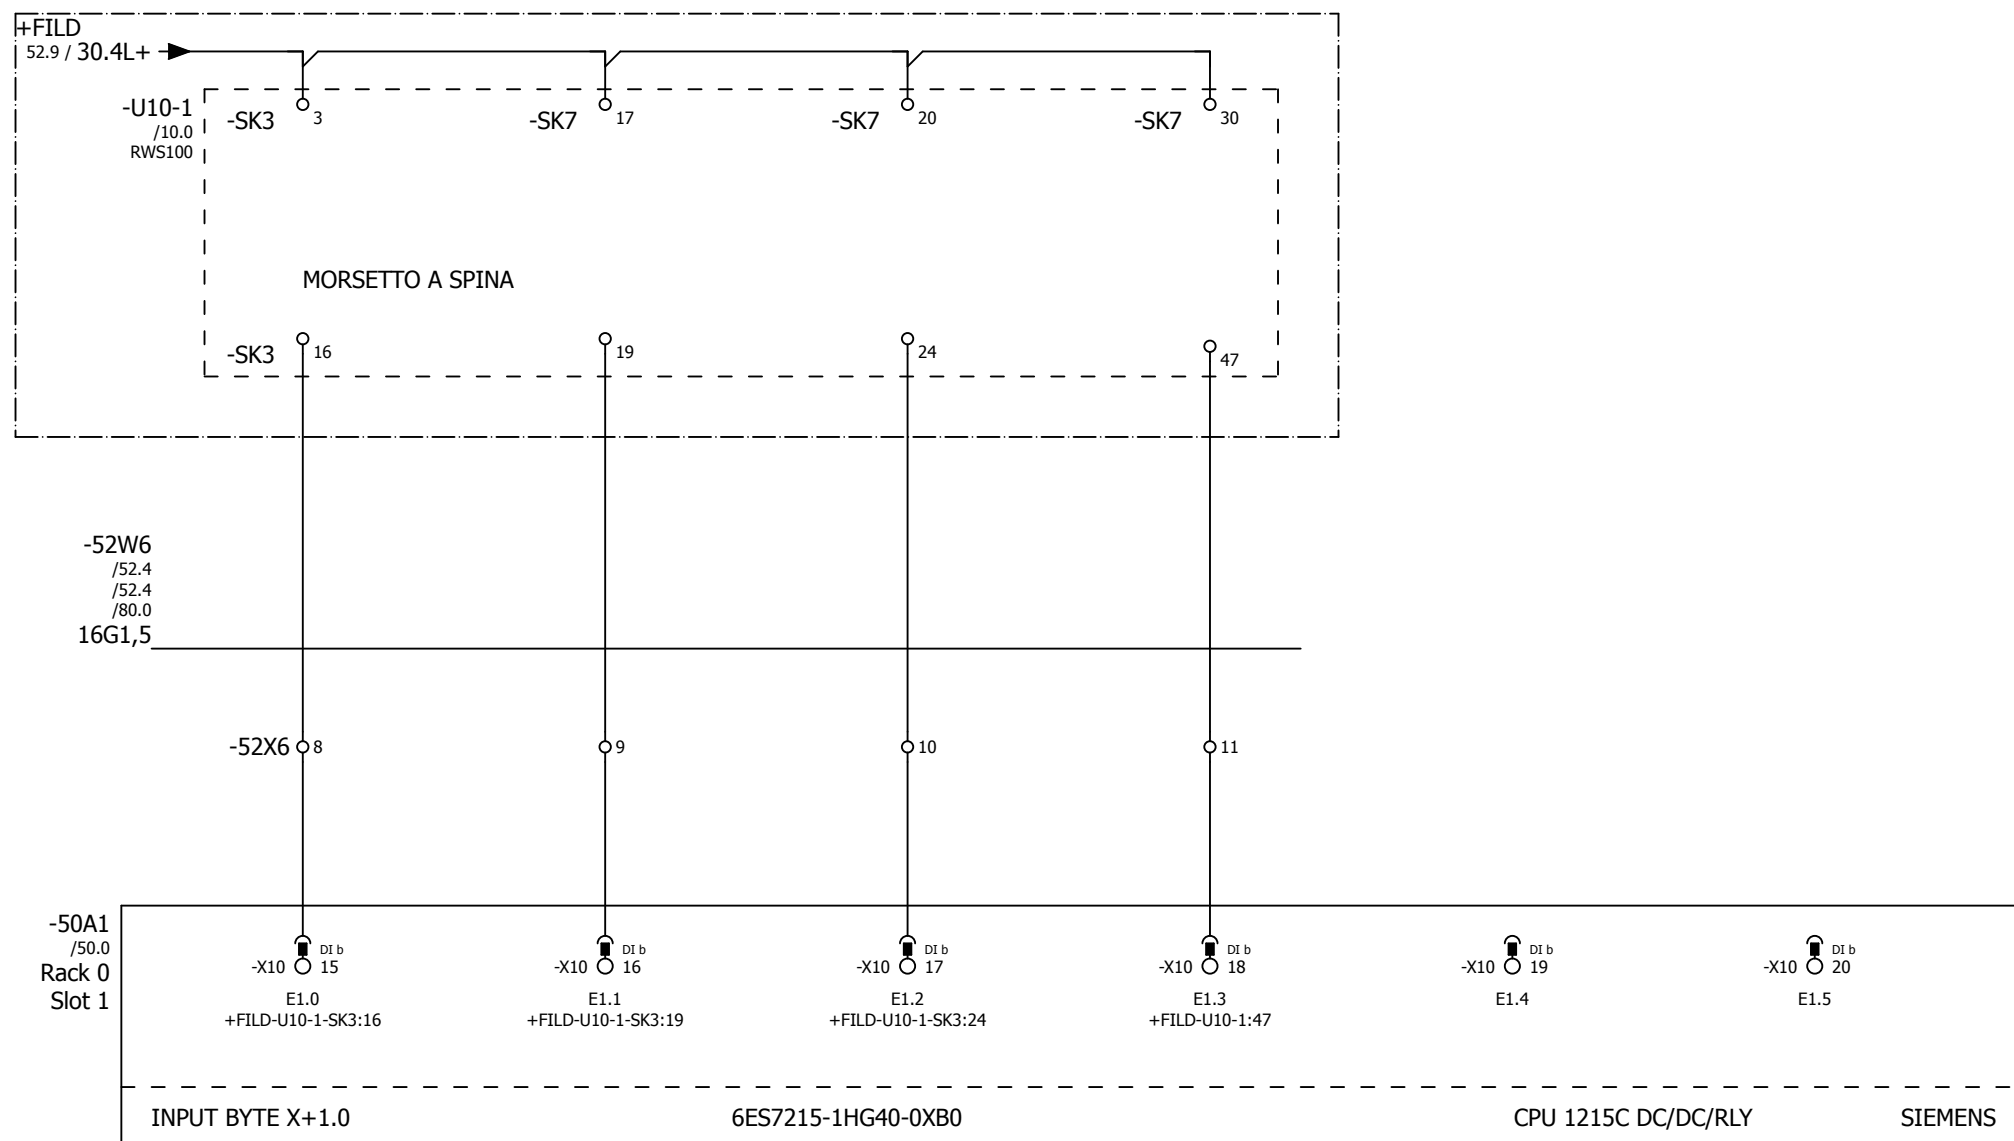 +FILD
52.9 / 30.4L+
-U10-1
/10.0
RWS100
-SK3 3
-SK7 17
-SK7 20
-SK7 30
MORSETTO A SPINA
-SK3 16
19
24
47
-52W6
/52.4
/52.4
/80.0
16G1,5
-52X6 8
9
10
11
-50A1
/50.0
Rack 0
Slot 1
DI b
-X10 15
E1.0
+FILD-U10-1-SK3:16
DI b
-X10 16
E1.1
+FILD-U10-1-SK3:19
DI b
-X10 17
E1.2
+FILD-U10-1-SK3:24
DI b
-X10 18
E1.3
+FILD-U10-1:47
DI b
-X10 19
E1.4
DI b
-X10 20
E1.5
INPUT BYTE X+1.0
6ES7215-1HG40-0XB0
CPU 1215C DC/DC/RLY
SIEMENS